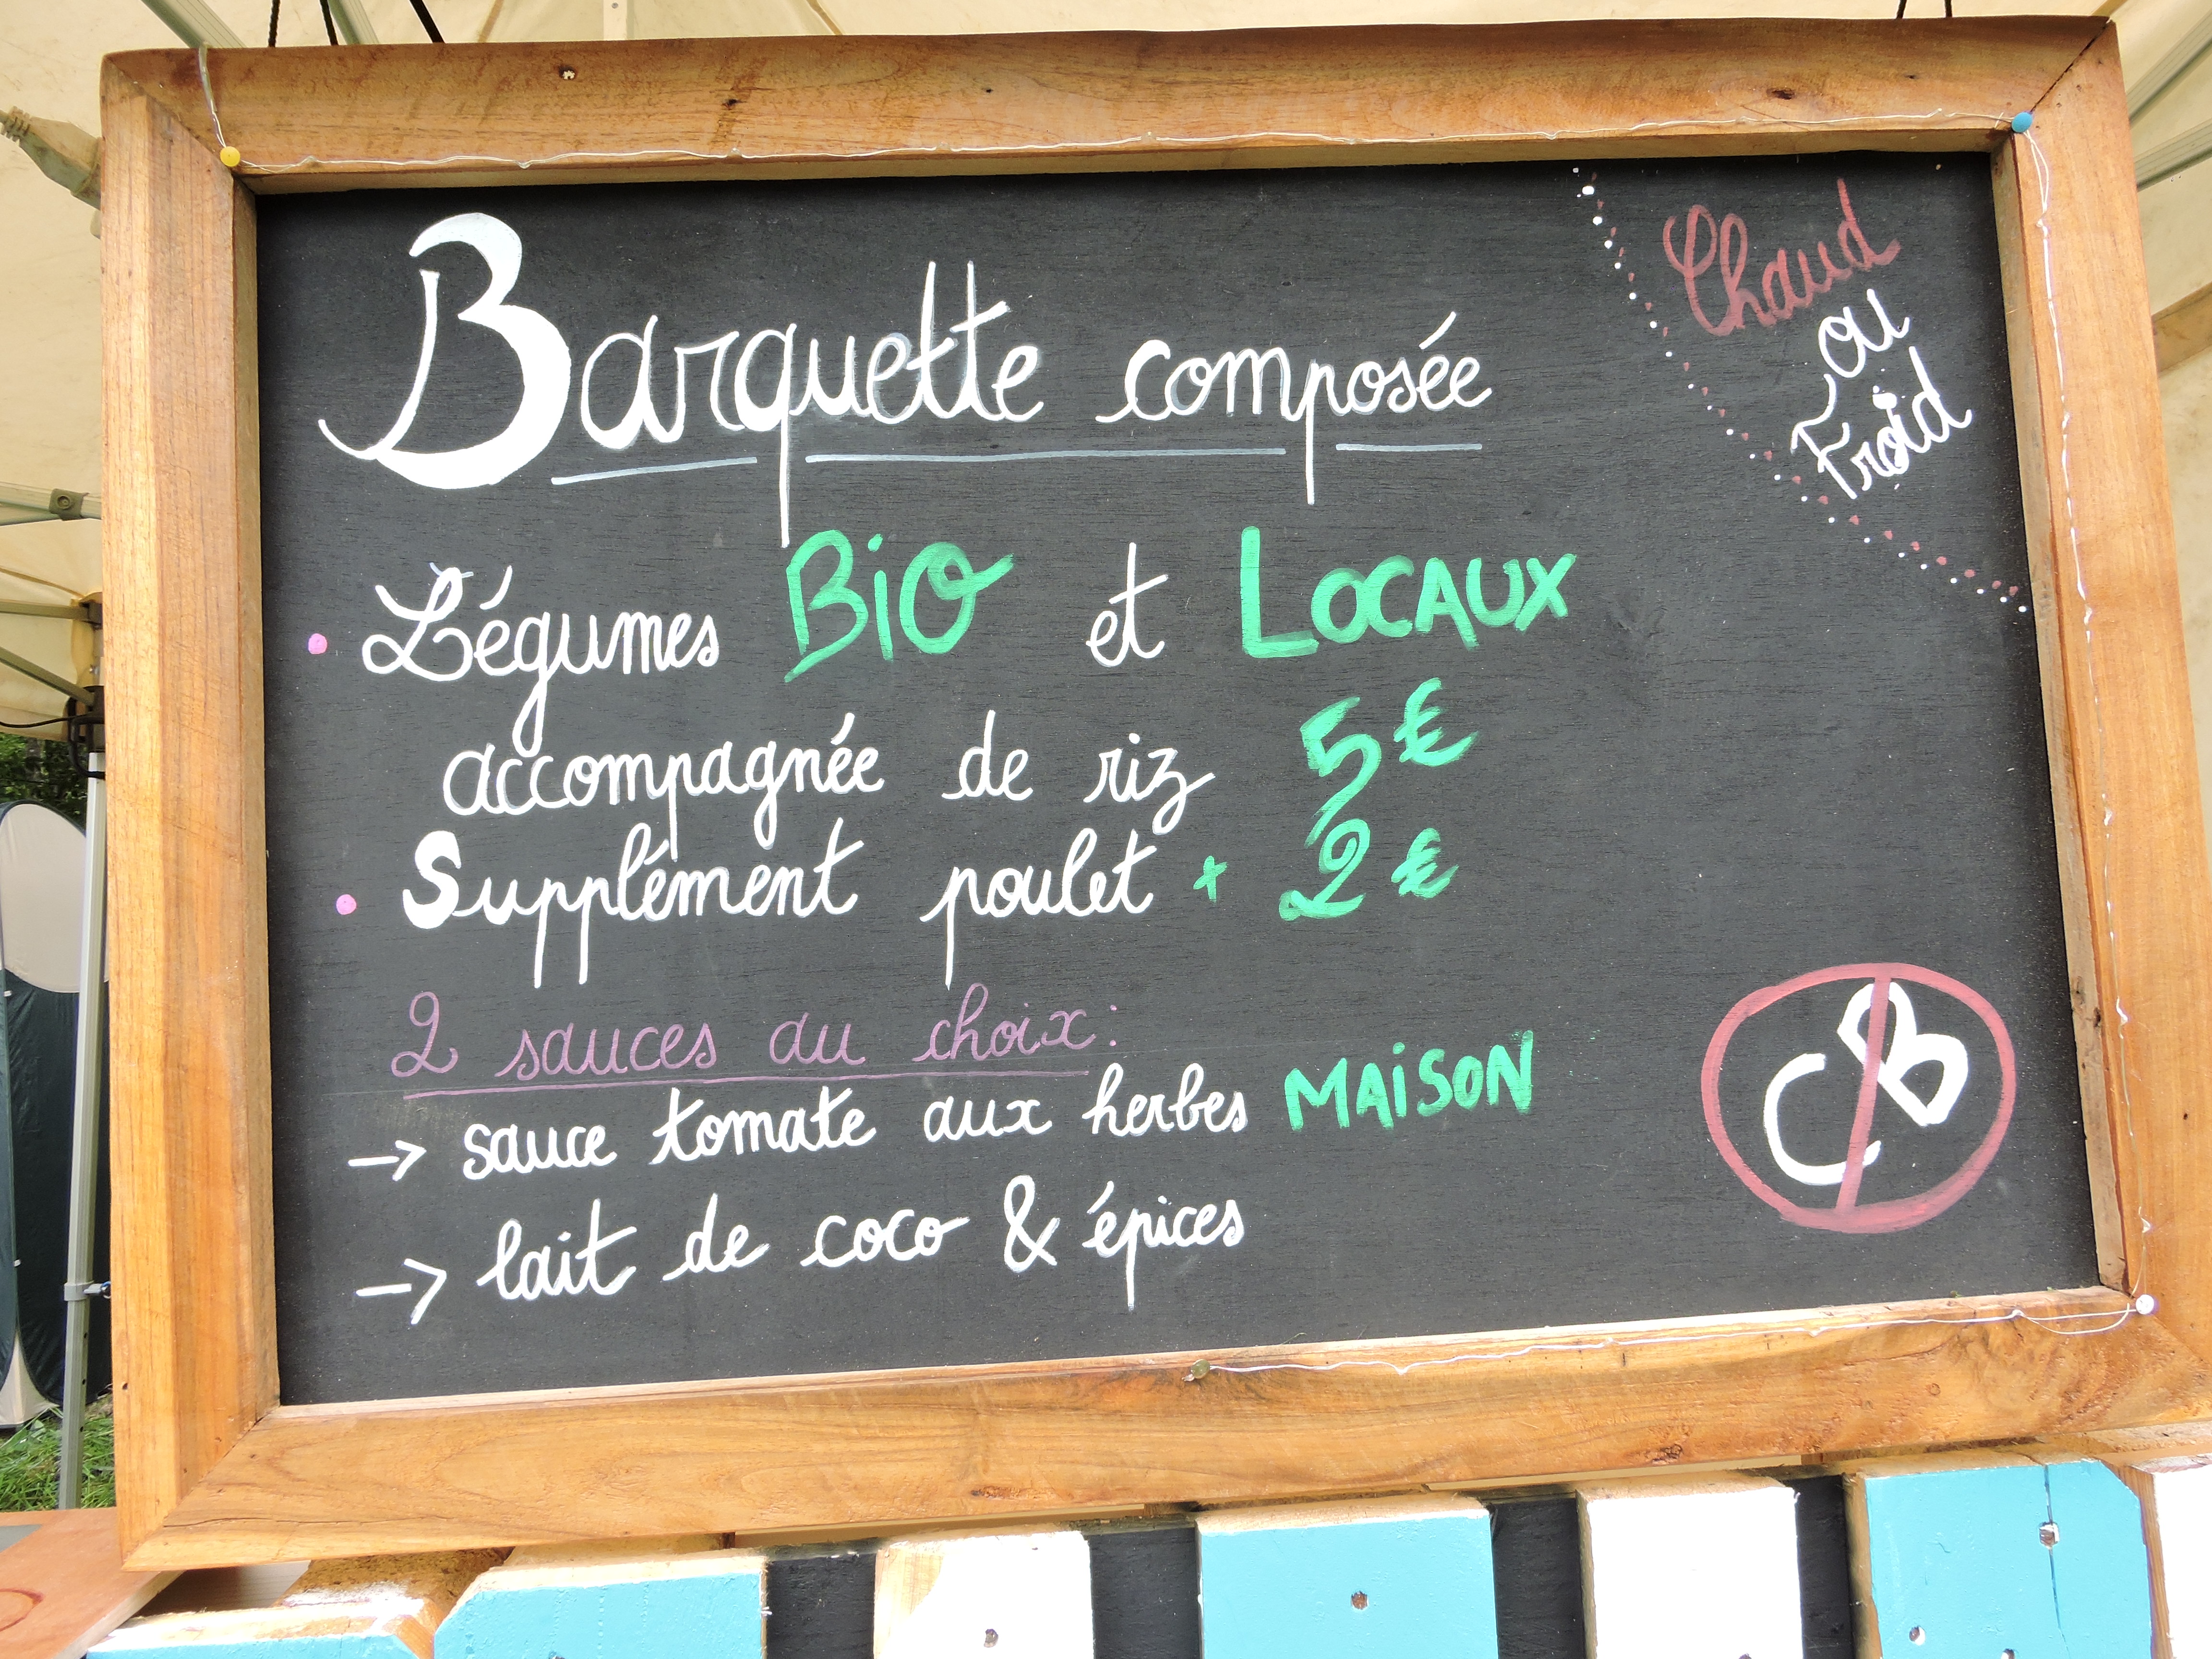 Barquette composée
Chaud
ou
Froid
• Légumes Bio et LOCAUX
accompagnée de riz 5€
• Supplément poulet + 2€
2 sauces au choix:
→ sauce tomate aux herbes MAiSON
→ lait de coco & épices
CB